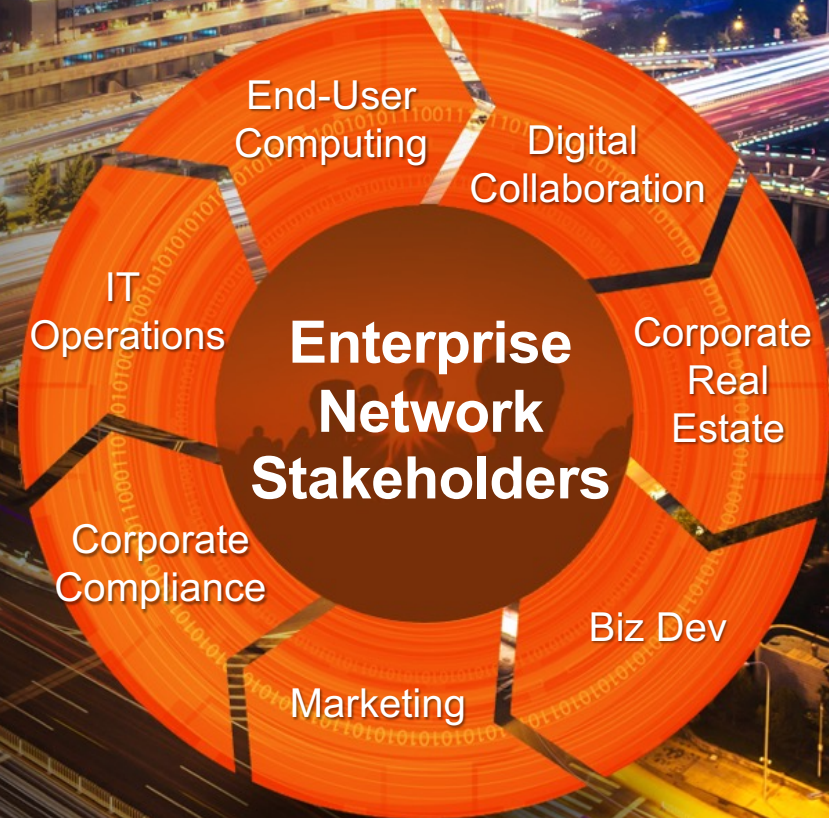 End-User
Computing
Digital
Collaboration
IT
Operations
Enterprise
Network
Stakeholders
Corporate
Real
Estate
Corporate
Compliance
Biz Dev
Marketing